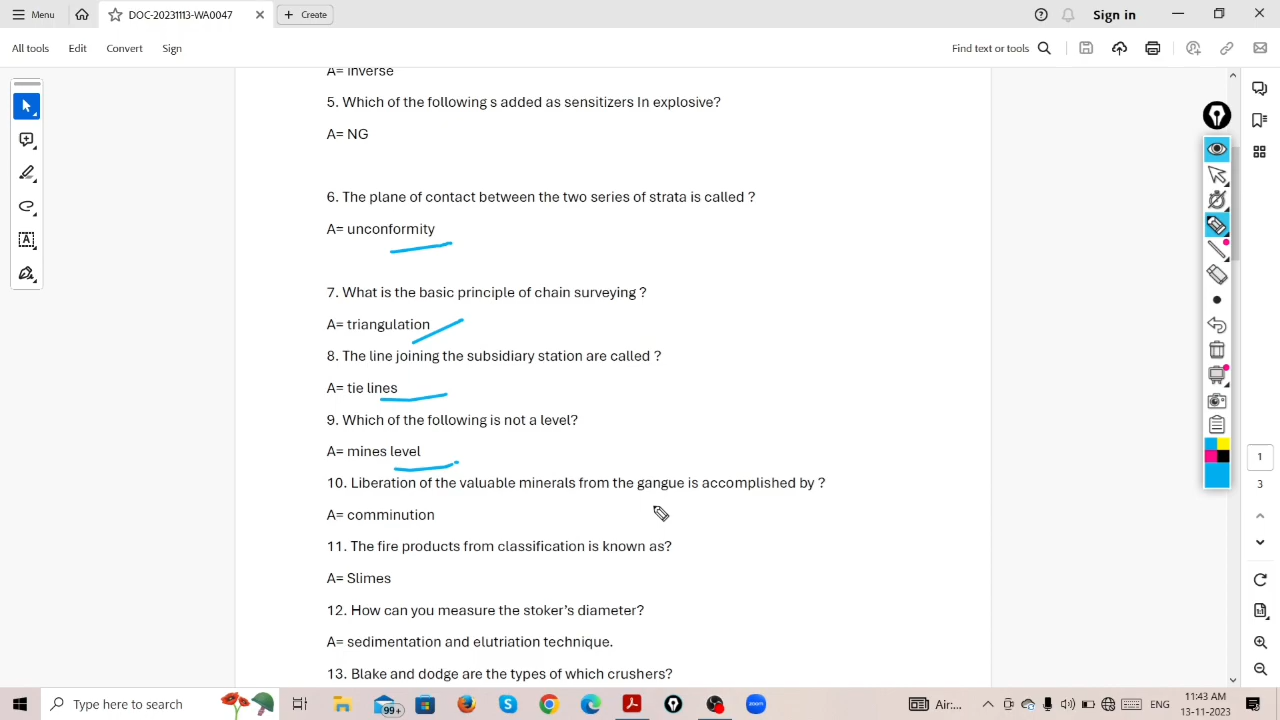 Menu
DOC-20231113-WA0047
Create
Sign in
All tools
Edit
Convert
Sign
Find text or tools
A= Inverse
5. Which of the following s added as sensitizers In explosive?
A= NG
6. The plane of contact between the two series of strata is called ?
A= unconformity
7. What is the basic principle of chain surveying ?
A= triangulation
8. The line joining the subsidiary station are called ?
A= tie lines
9. Which of the following is not a level?
A= mines level
10. Liberation of the valuable minerals from the gangue is accomplished by ?
A= comminution
11. The fire products from classification is known as?
A= Slimes
12. How can you measure the stoker’s diameter?
A= sedimentation and elutriation technique.
13. Blake and dodge are the types of which crushers?
1
3
Type here to search
99+
zoom
Air...
ENG
11:43 AM
13-11-2023